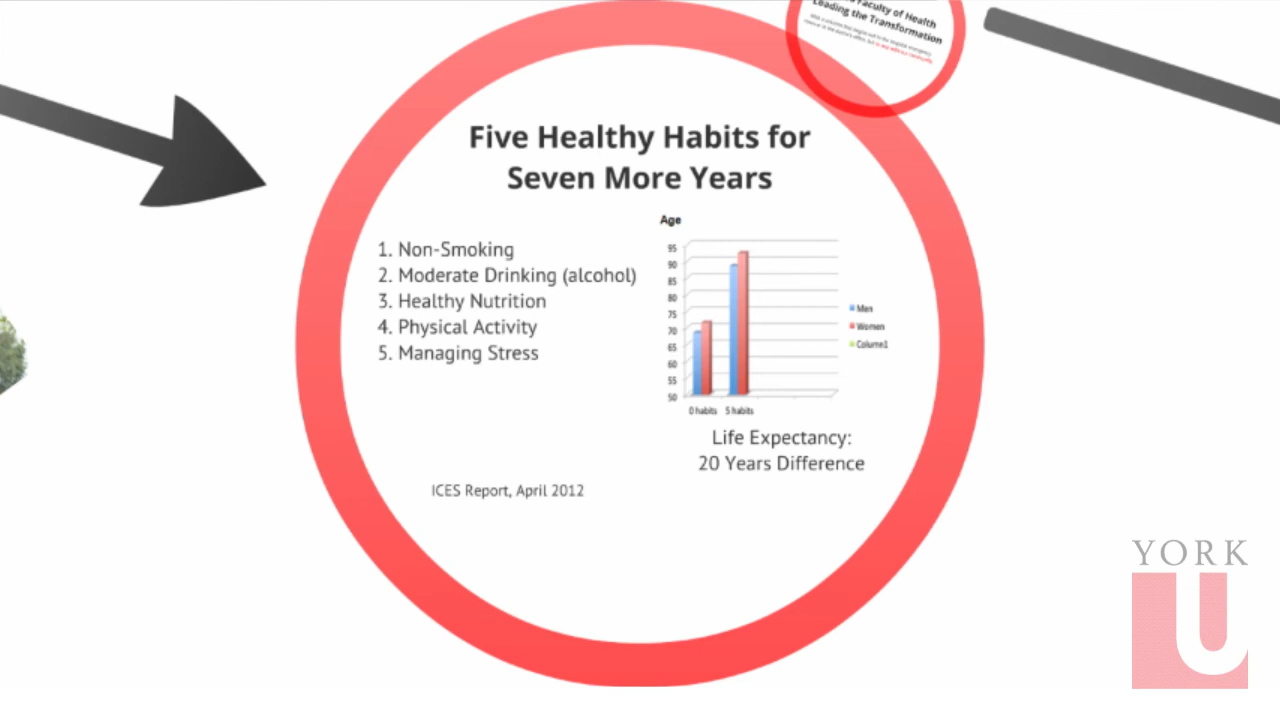 Faculty of Health
Leading the Transformation
Five Healthy Habits for
Seven More Years
1. Non-Smoking
2. Moderate Drinking (alcohol)
3. Healthy Nutrition
4. Physical Activity
5. Managing Stress
Age
95
90
85
80
75
70
65
60
55
50
0 habits 5 habits
Men
Women
Column1
Life Expectancy:
20 Years Difference
ICES Report, April 2012
YORK
U